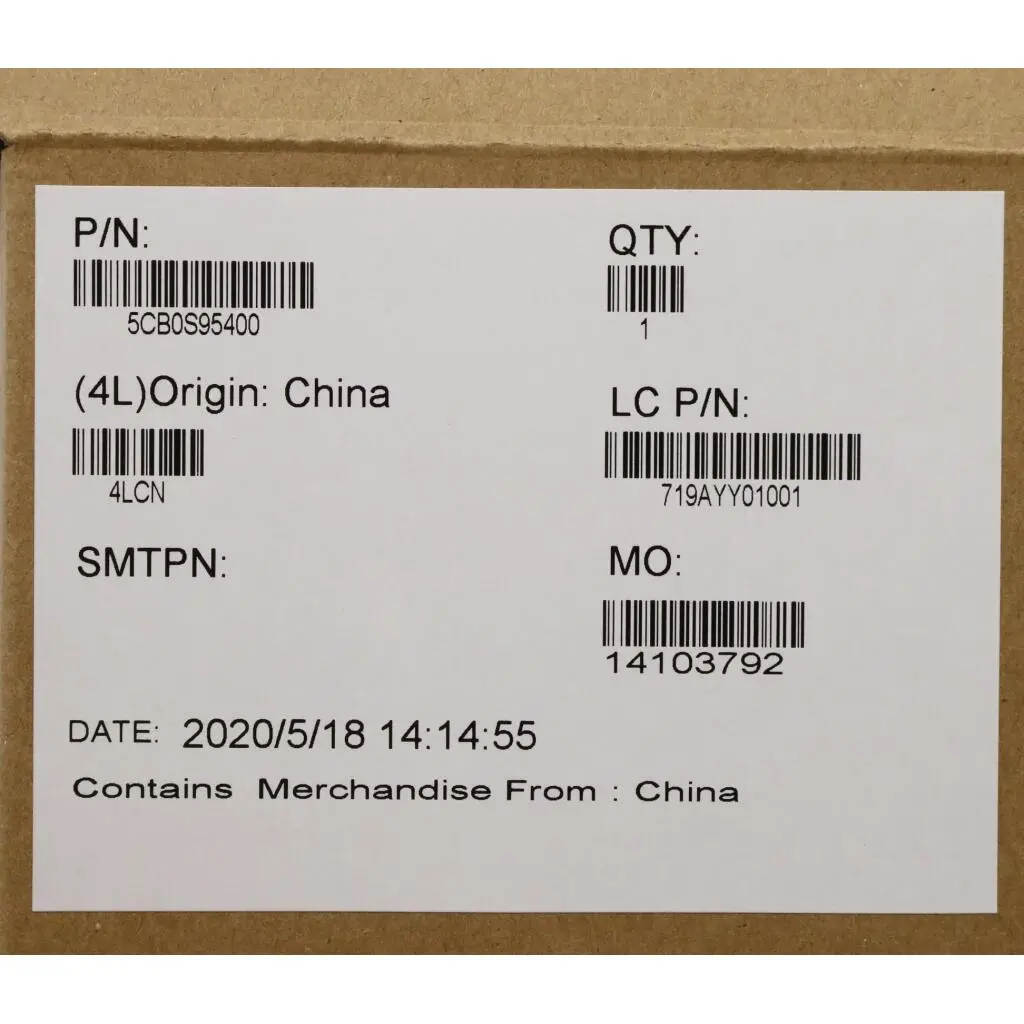 P/N:
5CB0S95400
QTY:
1
(4L)Origin: China
4LCN
LC P/N:
719AYY01001
SMTPN:
MO:
14103792
DATE: 2020/5/18 14:14:55
Contains Merchandise From : China